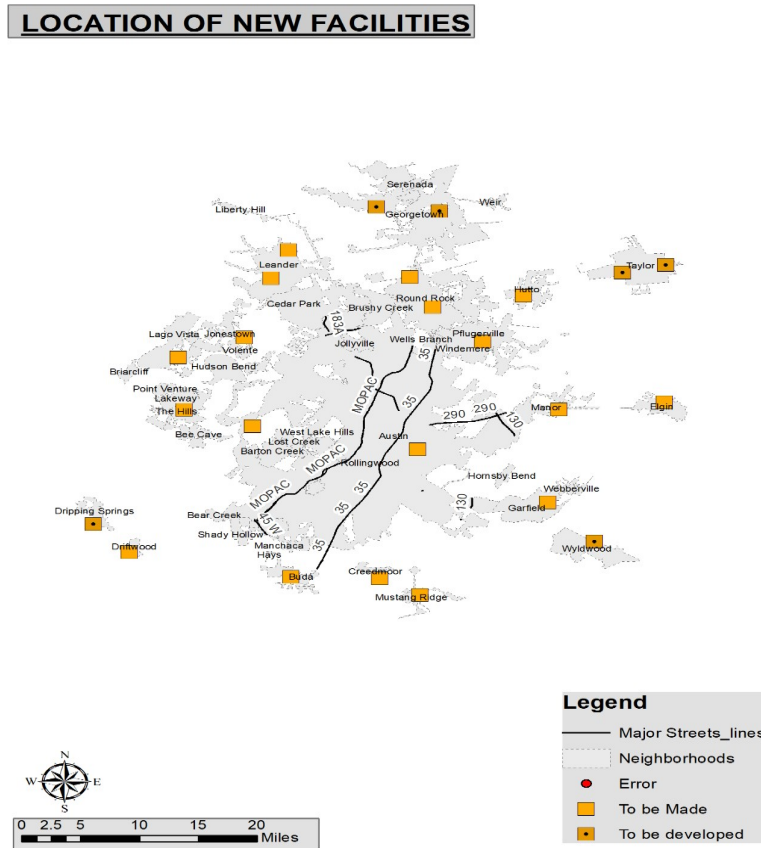 LOCATION OF NEW FACILITIES
Serenada
Weir
Liberty Hill
Georgetown
Leander
Taylor
Hutto
Cedar Park
Round Rock
Brushy Creek
183A
Lago Vista
Jonestown
Volente
Jollyville
Wells Branch
Pflugerville
Windemere
35
Briarcliff
Hudson Bend
Point Venture
Lakeway
The Hills
MOPAC
35
290
290
130
Manor
Elgin
Bee Cave
West Lake Hills
Lost Creek
Barton Creek
Austin
Rollingwood
MOPAC
Hornsby Bend
Webberville
MOPAC
35
130
Garfield
Dripping Springs
Bear Creek
45 W
35
Shady Hollow
Driftwood
Manchaca
Hays
35
Wyldwood
Buda
Creedmoor
Mustang Ridge
Legend
Major Streets_lines
Neighborhoods
Error
To be Made
To be developed
N
W
E
S
0 2.5 5 10 15 20
Miles